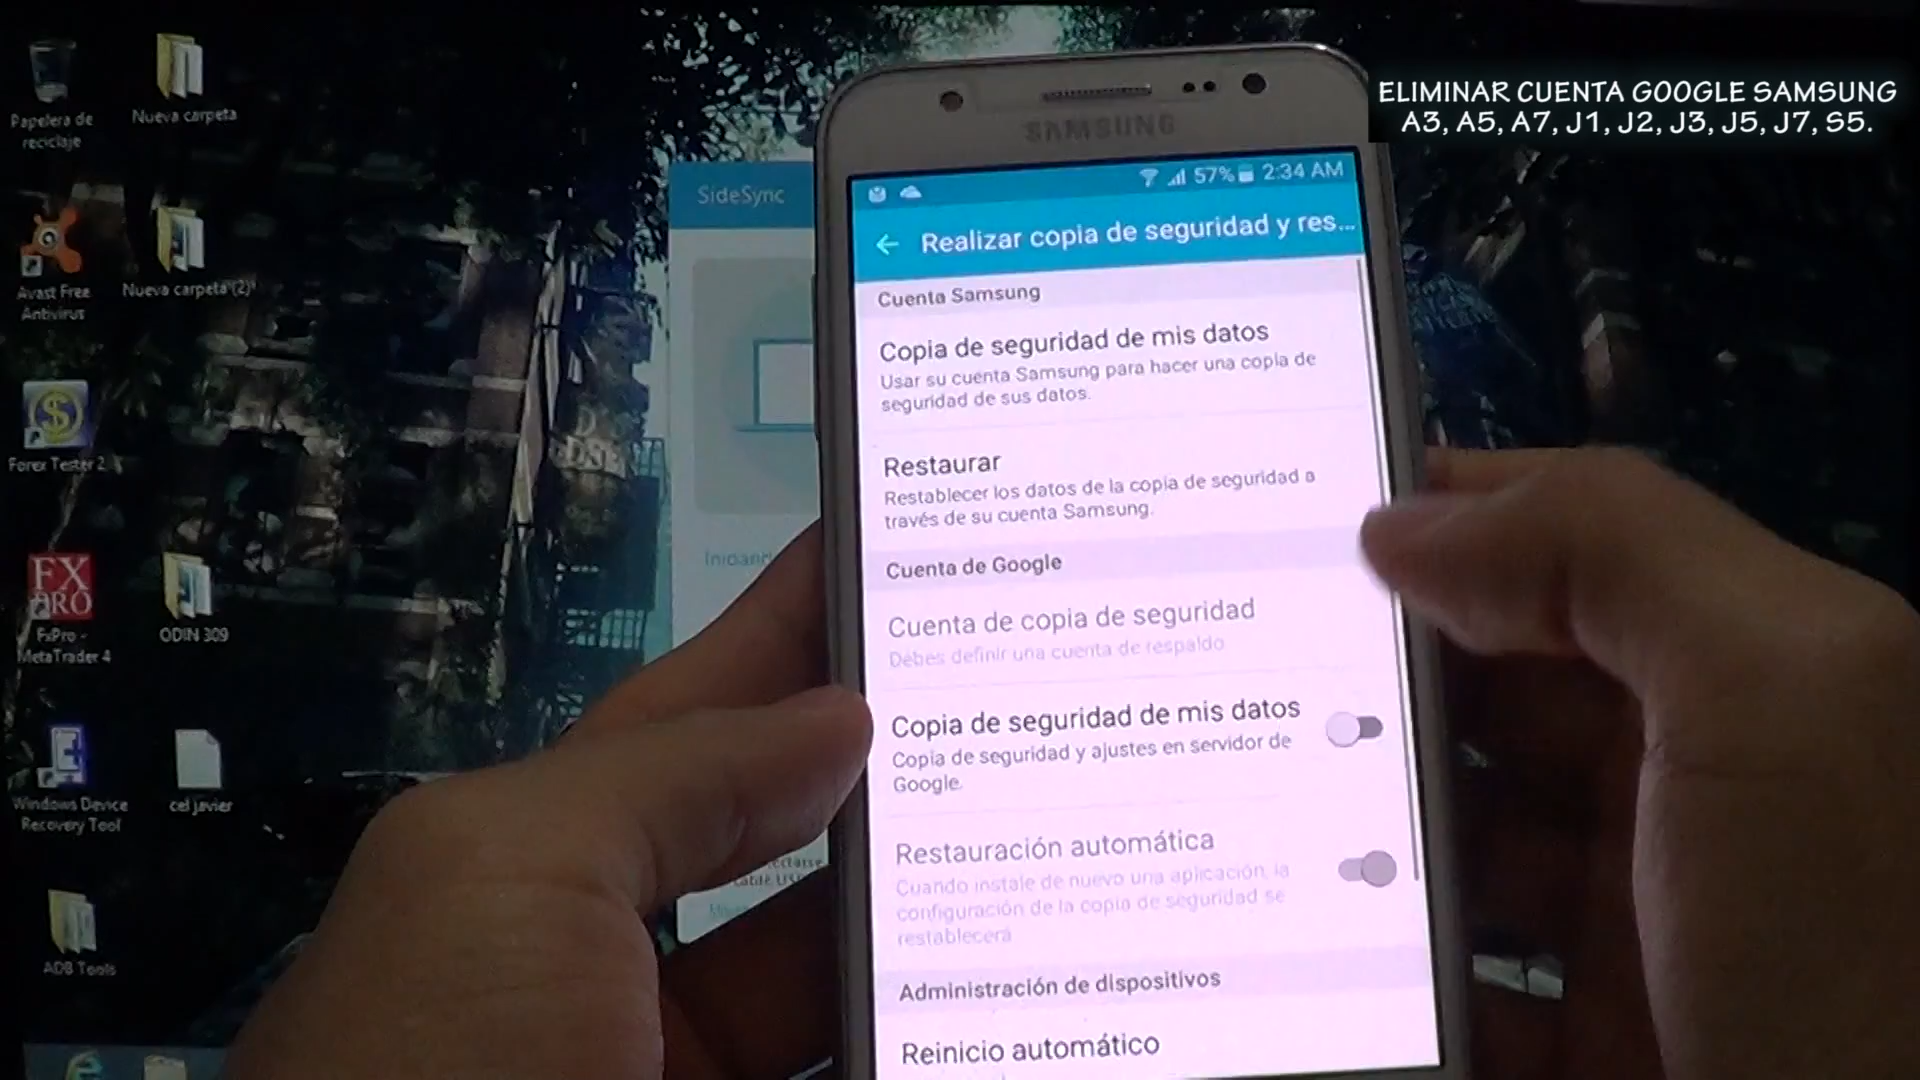 ELIMINAR CUENTA GOOGLE SAMSUNG
A3, A5, A7, J1, J2, J3, J5, J7, S5.
Papelera de
reciclaje
Nueva carpeta
Avast Free
Antivirus
Nueva carpeta (2)
Forex Tester 2
FX
PRO
FxPro -
MetaTrader 4
ODIN 309
Windows Device
Recovery Tool
cel javier
ADB Tools
SideSync
SAMSUNG
57% 2:34 AM
Realizar copia de seguridad y res...
Cuenta Samsung
Copia de seguridad de mis datos
Usar su cuenta Samsung para hacer una copia de
seguridad de sus datos.
Restaurar
Restablecer los datos de la copia de seguridad a
través de su cuenta Samsung.
Cuenta de Google
Cuenta de copia de seguridad
Debes definir una cuenta de respaldo
Copia de seguridad de mis datos
Copia de seguridad y ajustes en servidor de
Google.
Restauración automática
Cuando instale de nuevo una aplicación, la
configuración de la copia de seguridad se
restablecerá
Administración de dispositivos
Reinicio automático